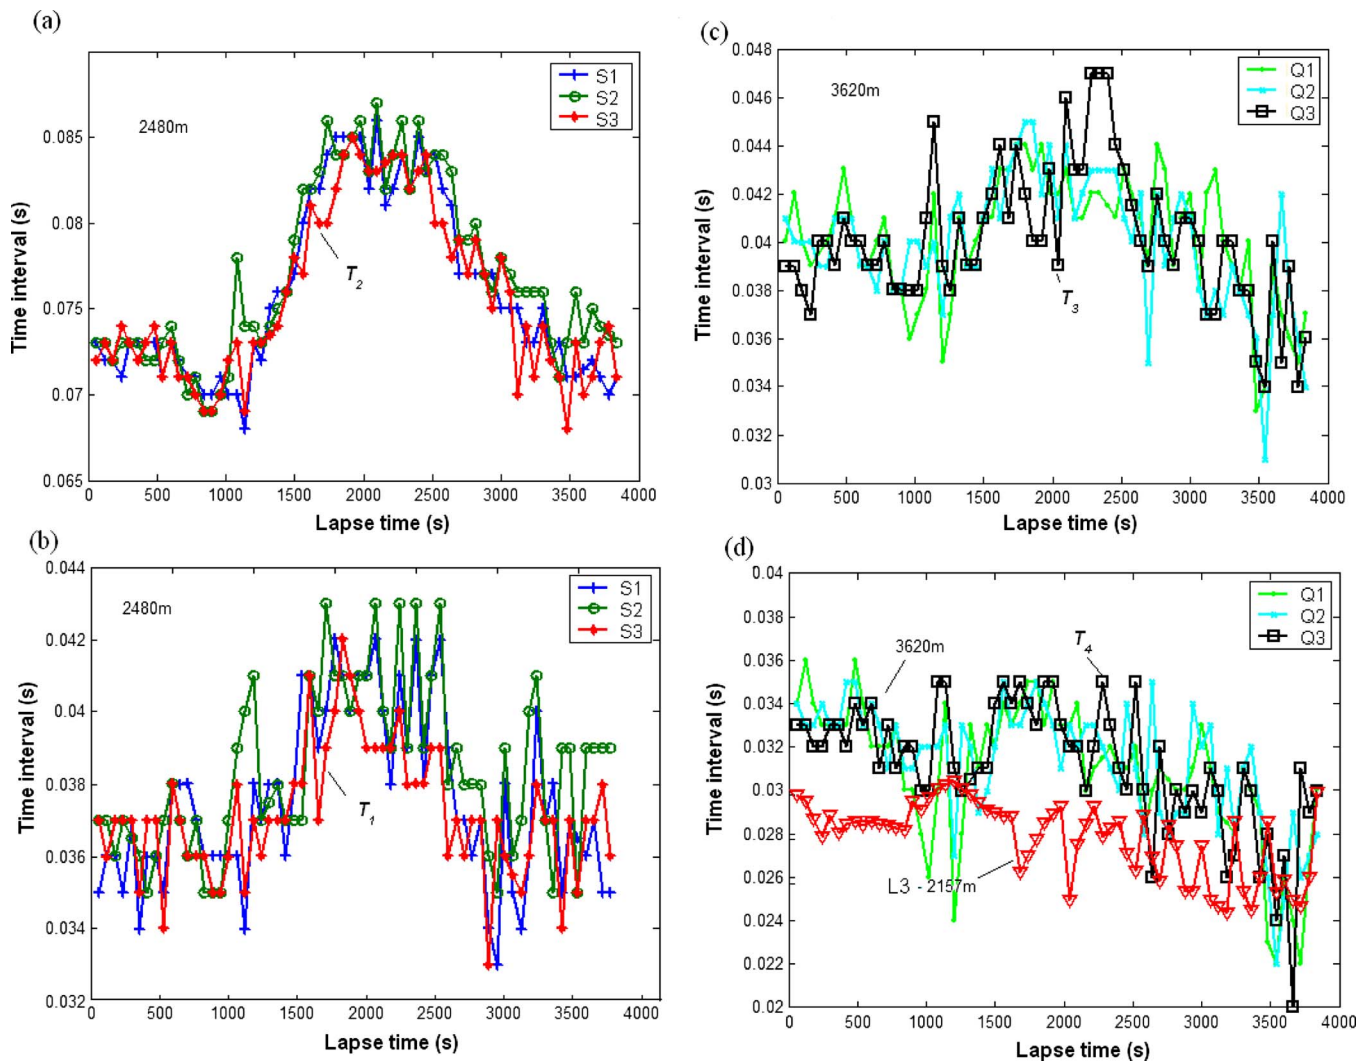 (a)
S1
S2
S3
2480m
T2
0.085
0.08
0.075
0.07
0.065
Time interval (s)
0 500 1000 1500 2000 2500 3000 3500 4000
Lapse time (s)
(c)
Q1
Q2
Q3
3620m
T3
0.048
0.046
0.044
0.042
0.04
0.038
0.036
0.034
0.032
0.03
Time interval (s)
0 500 1000 1500 2000 2500 3000 3500 4000
Lapse time (s)
(b)
S1
S2
S3
2480m
T1
0.044
0.042
0.04
0.038
0.036
0.034
0.032
Time interval (s)
0 500 1000 1500 2000 2500 3000 3500 4000
Lapse time (s)
(d)
Q1
Q2
Q3
3620m
T4
L3 - 2157m
0.04
0.038
0.036
0.034
0.032
0.03
0.028
0.026
0.024
0.022
0.02
Time interval (s)
0 500 1000 1500 2000 2500 3000 3500 4000
Lapse time (s)